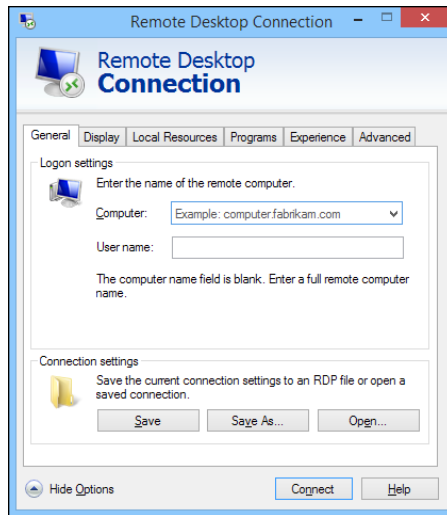 Remote Desktop Connection
Remote Desktop
Connection
General Display Local Resources Programs Experience Advanced
Logon settings
Enter the name of the remote computer.
Computer: Example: computer.fabrikam.com
User name:
The computer name field is blank. Enter a full remote computer
name.
Connection settings
Save the current connection settings to an RDP file or open a
saved connection.
Save Save As... Open...
Hide Options Connect Help